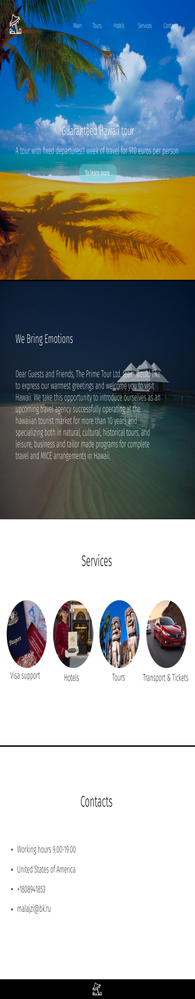 Main Tours Hotels Services Contacts
Guaranteed Hawaii tour
A tour with fixed departures!1 week of travel for 910 euros per person
To learn more
We Bring Emotions
Dear Guests and Friends, The Prime Tour Ltd. team would like
to express our warmest greetings and welcome you to visit
Hawaii. We take this opportunity to introduce ourselves as an
upcoming travel agency successfully operating at the
hawaiian tourist market for more than 10 years and
specializing both in natural, cultural, historical tours, and
leisure, business and tailor made programs for complete
travel and MICE arrangements in Hawaii.
Services
Passport
Visa support
Hotels
Tours
Transport & Tickets
Contacts
• Working hours 9.00-19.00
• United States of America
• +1808941853
• malajzi@bk.ru